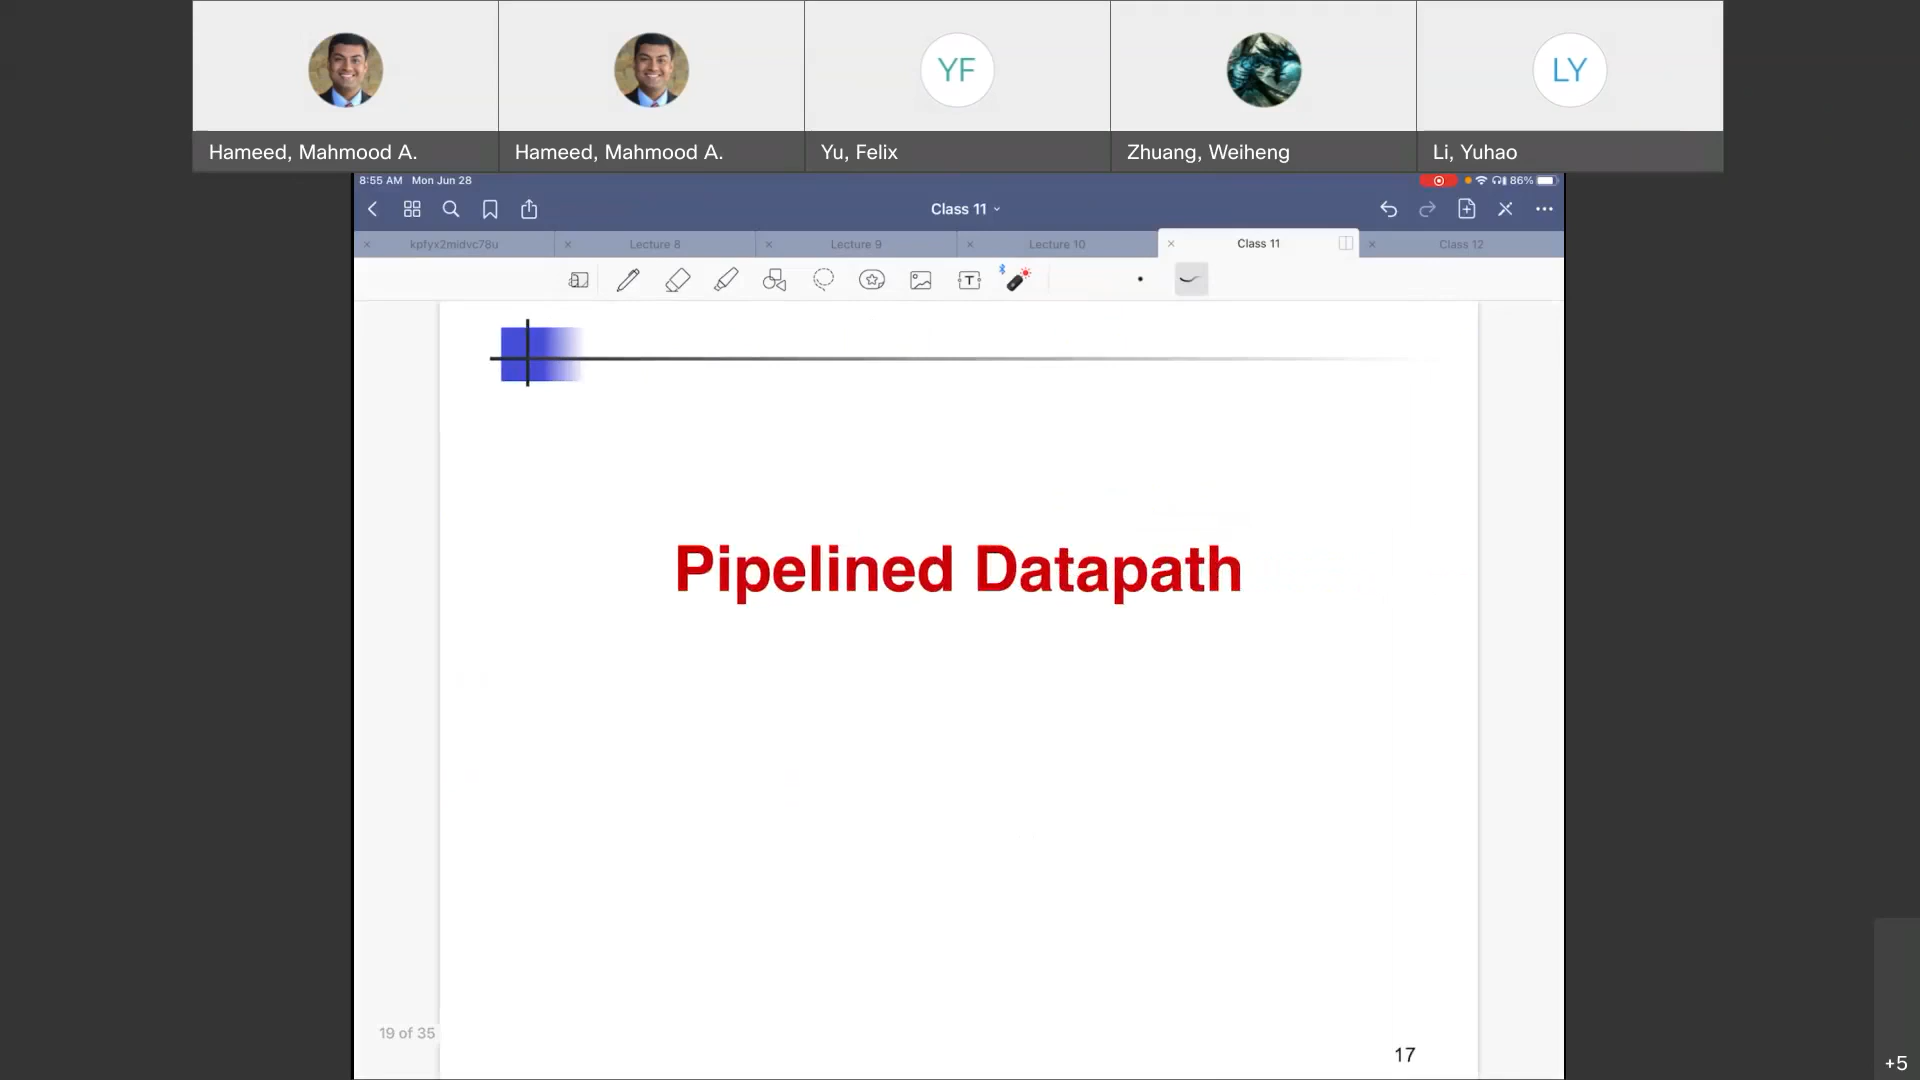 YF
LY
Hameed, Mahmood A.
Hameed, Mahmood A.
Yu, Felix
Zhuang, Weiheng
Li, Yuhao
8:55 AM Mon Jun 28
86%
Class 11
kpfyx2midvc78u
Lecture 8
Lecture 9
Lecture 10
Class 11
Class 12
Pipelined Datapath
19 of 35
17
+5